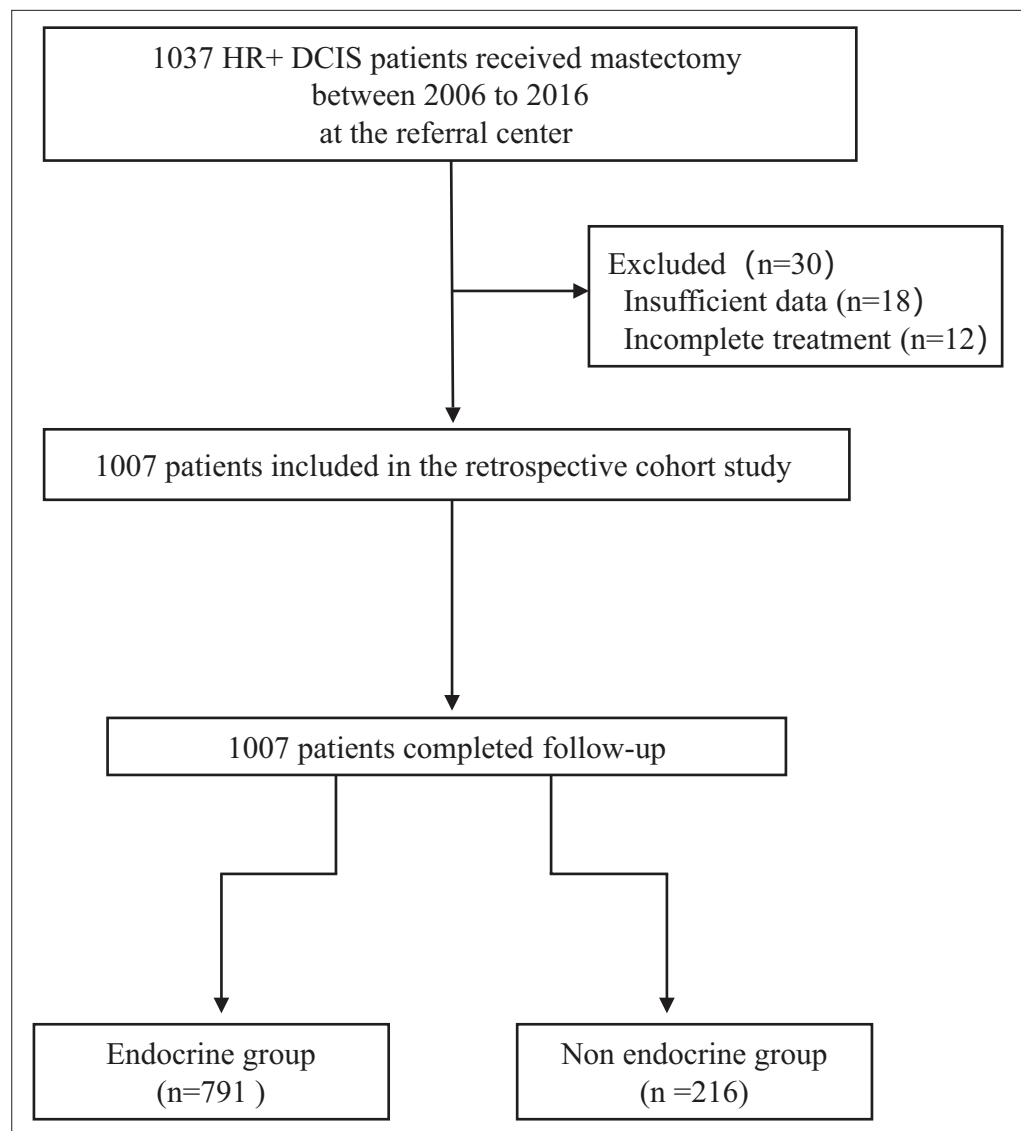 1037 HR+ DCIS patients received mastectomy
between 2006 to 2016
at the referral center
Excluded (n=30)
Insufficient data (n=18)
Incomplete treatment (n=12)
1007 patients included in the retrospective cohort study
1007 patients completed follow-up
Endocrine group
(n=791 )
Non endocrine group
(n =216)